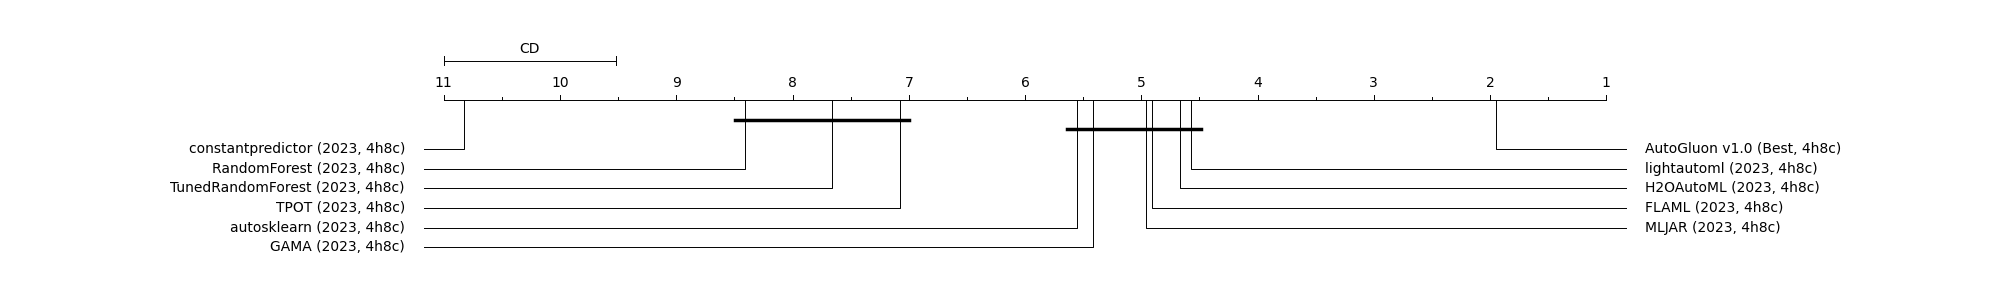 CD
11 10 9 8 7 6 5 4 3 2 1
constantpredictor (2023, 4h8c)
RandomForest (2023, 4h8c)
TunedRandomForest (2023, 4h8c)
TPOT (2023, 4h8c)
autosklearn (2023, 4h8c)
GAMA (2023, 4h8c)
AutoGluon v1.0 (Best, 4h8c)
lightautoml (2023, 4h8c)
H2OAutoML (2023, 4h8c)
FLAML (2023, 4h8c)
MLJAR (2023, 4h8c)